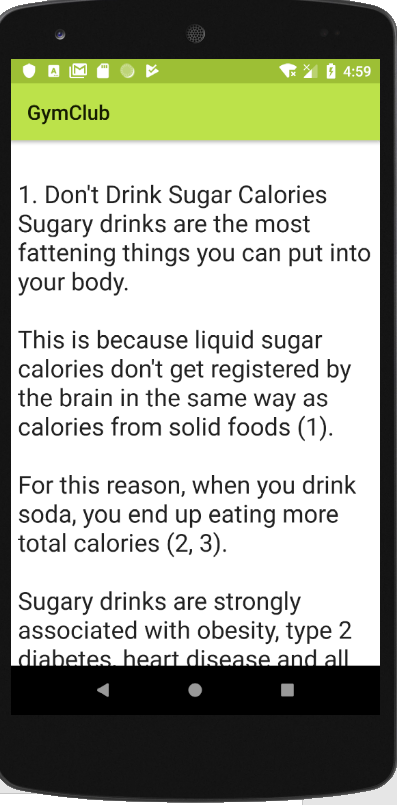 4:59
GymClub
1. Don't Drink Sugar Calories
Sugary drinks are the most
fattening things you can put into
your body.
This is because liquid sugar
calories don't get registered by
the brain in the same way as
calories from solid foods (1).
For this reason, when you drink
soda, you end up eating more
total calories (2, 3).
Sugary drinks are strongly
associated with obesity, type 2
diabetes, heart disease and all